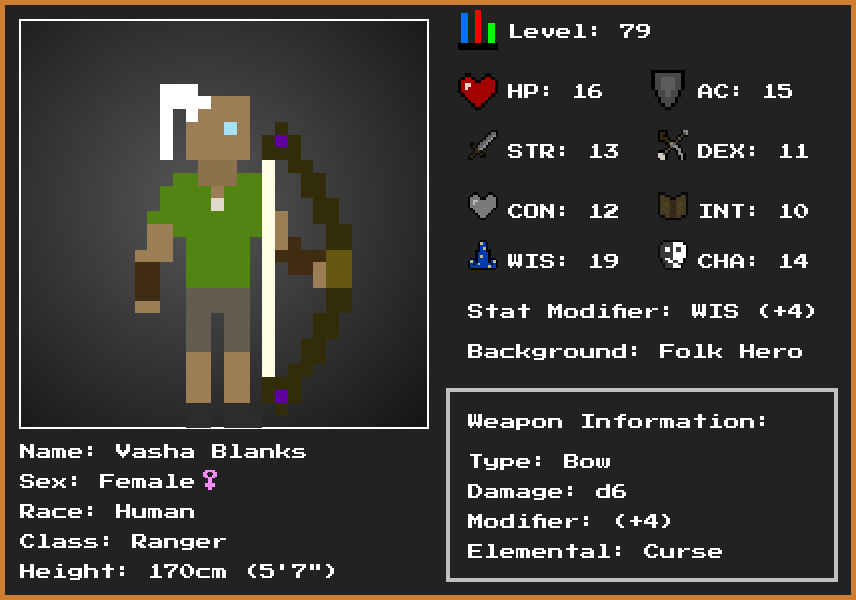 Level: 79
HP: 16 AC: 15
STR: 13 DEX: 11
CON: 12 INT: 10
WIS: 19 CHA: 14
Stat Modifier: WIS (+4)
Background: Folk Hero
Weapon Information:
Type: Bow
Damage: d6
Modifier: (+4)
Elemental: Curse
Name: Vasha Blanks
Sex: Female♀
Race: Human
Class: Ranger
Height: 170cm (5'7")